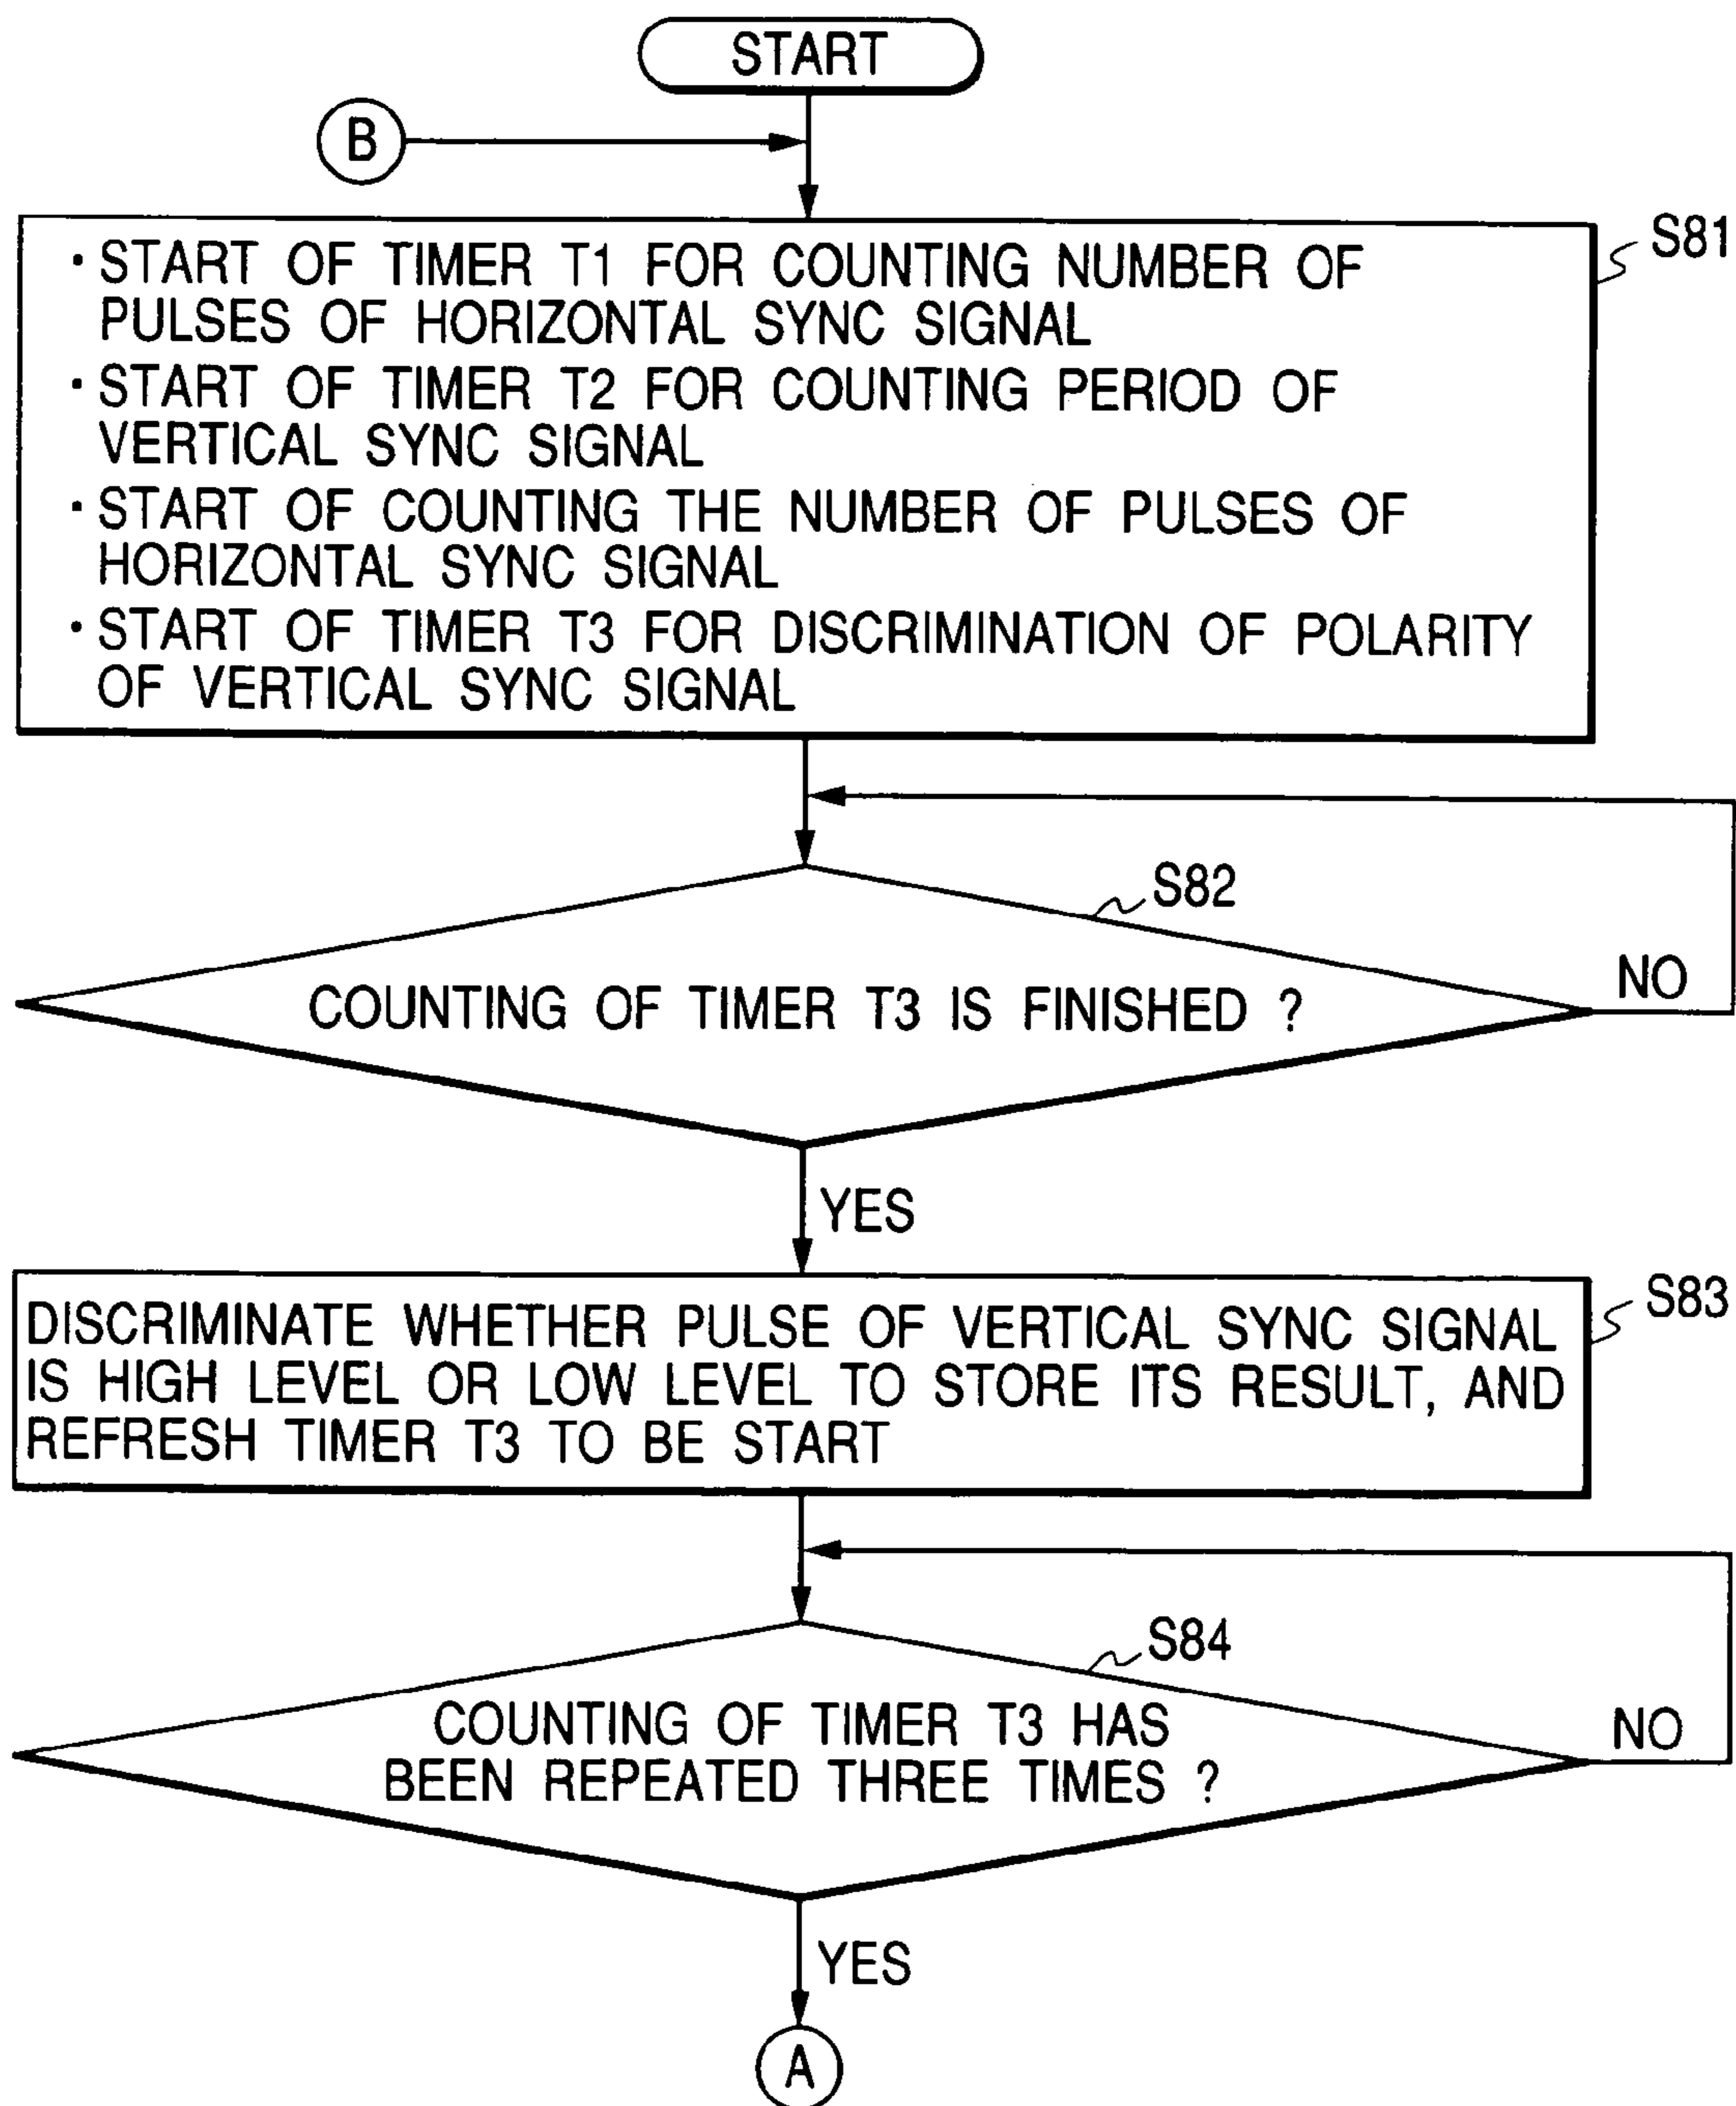 START
B
S81
· START OF TIMER T1 FOR COUNTING NUMBER OF
PULSES OF HORIZONTAL SYNC SIGNAL
· START OF TIMER T2 FOR COUNTING PERIOD OF
VERTICAL SYNC SIGNAL
· START OF COUNTING THE NUMBER OF PULSES OF
HORIZONTAL SYNC SIGNAL
· START OF TIMER T3 FOR DISCRIMINATION OF POLARITY
OF VERTICAL SYNC SIGNAL
S82
COUNTING OF TIMER T3 IS FINISHED ?
NO
YES
S83
DISCRIMINATE WHETHER PULSE OF VERTICAL SYNC SIGNAL
IS HIGH LEVEL OR LOW LEVEL TO STORE ITS RESULT, AND
REFRESH TIMER T3 TO BE START
S84
COUNTING OF TIMER T3 HAS
BEEN REPEATED THREE TIMES ?
NO
YES
A